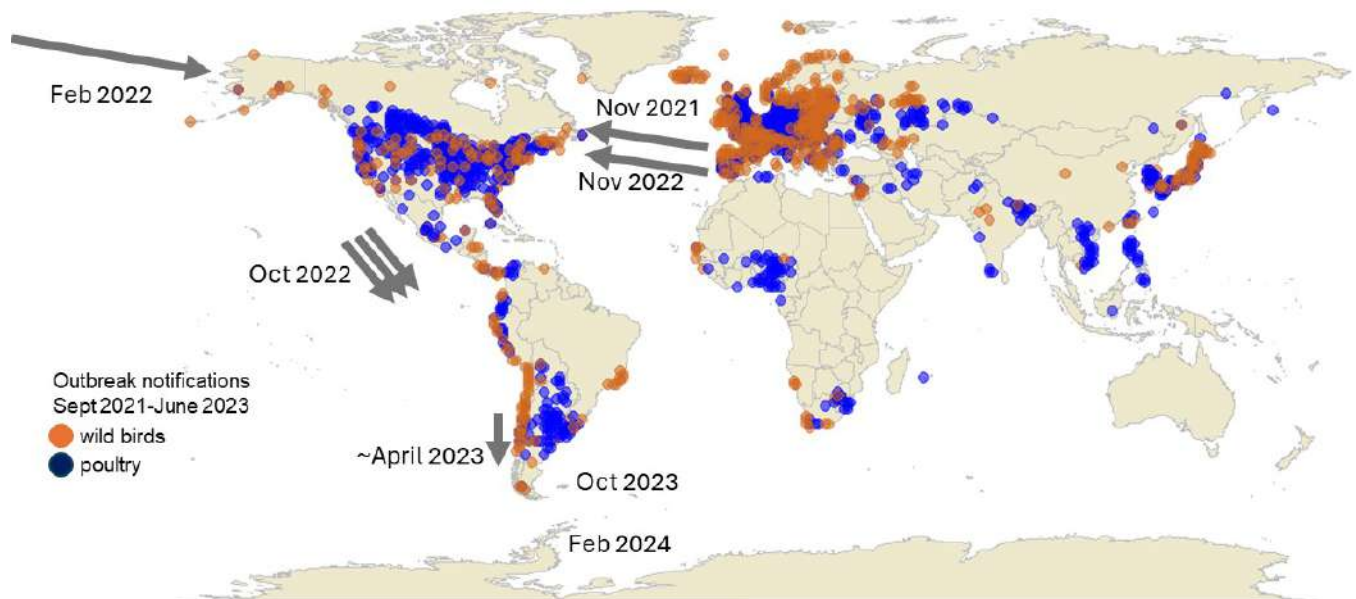 Feb 2022
Nov 2021
Nov 2022
Oct 2022
Outbreak notifications
Sept 2021-June 2023
wild birds
poultry
~April 2023
Oct 2023
Feb 2024